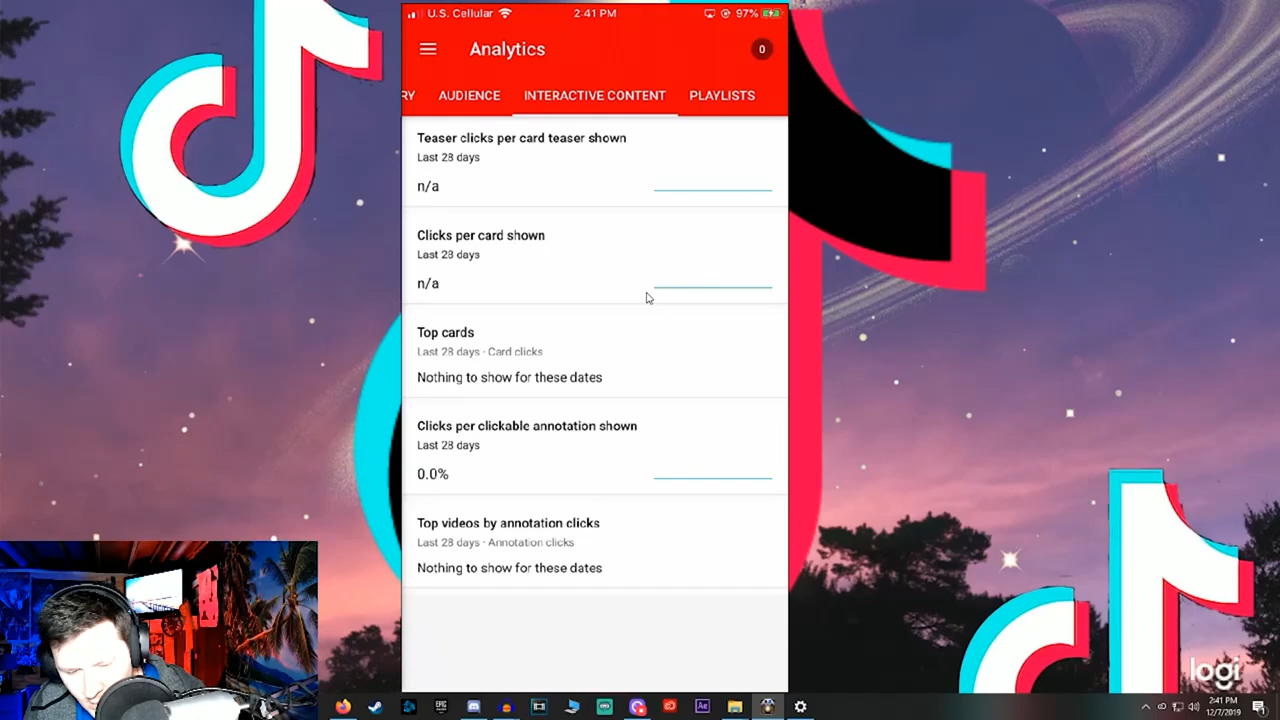 U.S. Cellular
2:41 PM
97%
Analytics
0
RY
AUDIENCE
INTERACTIVE CONTENT
PLAYLISTS
Teaser clicks per card teaser shown
Last 28 days
n/a
Clicks per card shown
Last 28 days
n/a
Top cards
Last 28 days · Card clicks
Nothing to show for these dates
Clicks per clickable annotation shown
Last 28 days
0.0%
Top videos by annotation clicks
Last 28 days · Annotation clicks
Nothing to show for these dates
logi
EPIC
Ae
2:41 PM
12/7/2019